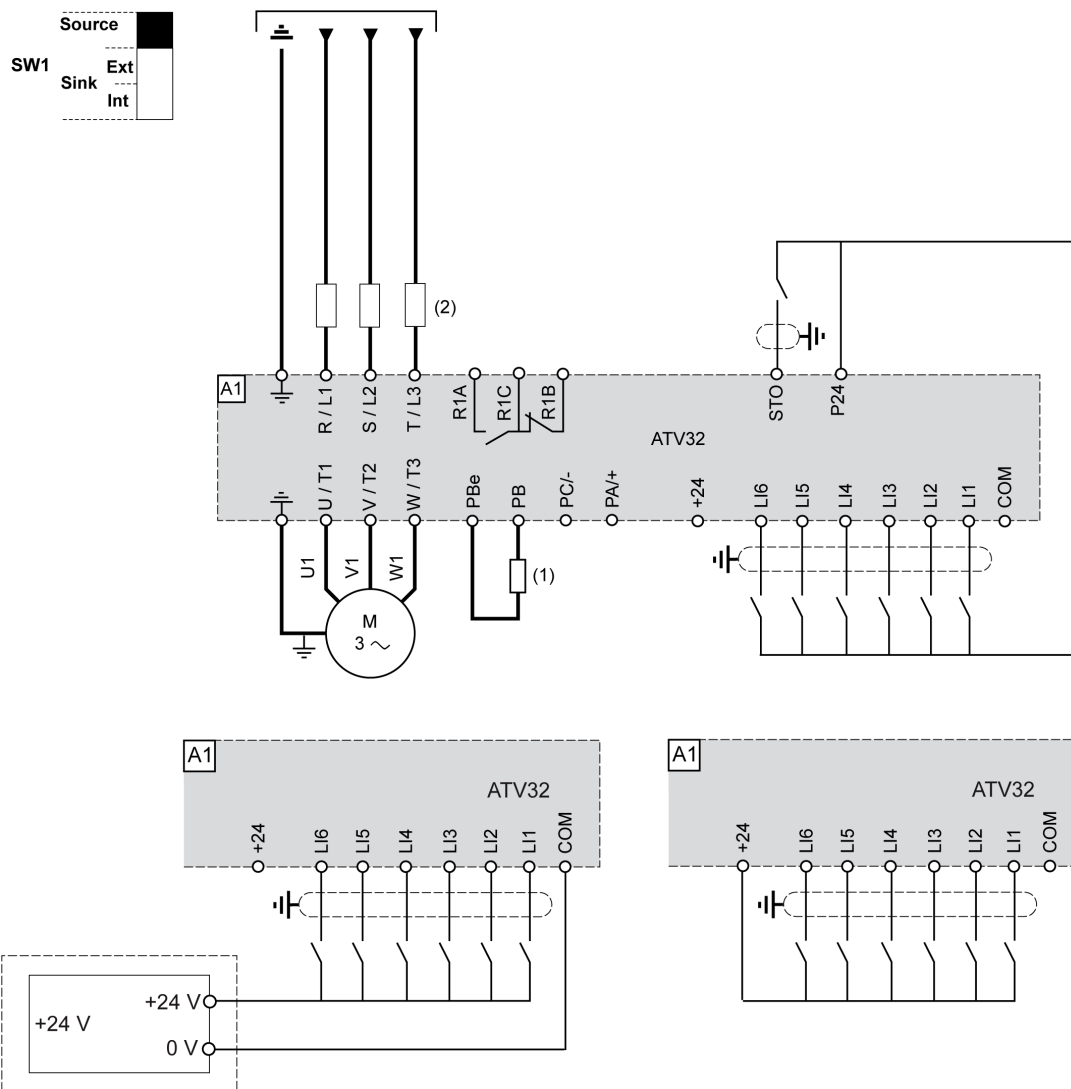 Source
SW1
Ext
Sink
Int
(2)
A1
R / L1
S / L2
T / L3
R1A
R1C
R1B
STO
P24
ATV32
U / T1
V / T2
W / T3
PBe
PB
PC/-
PA/+
+24
LI6
LI5
LI4
LI3
LI2
LI1
COM
U1
V1
W1
(1)
M
3 ~
A1
ATV32
+24
LI6
LI5
LI4
LI3
LI2
LI1
COM
+24 V
+24 V
0 V
A1
ATV32
+24
LI6
LI5
LI4
LI3
LI2
LI1
COM